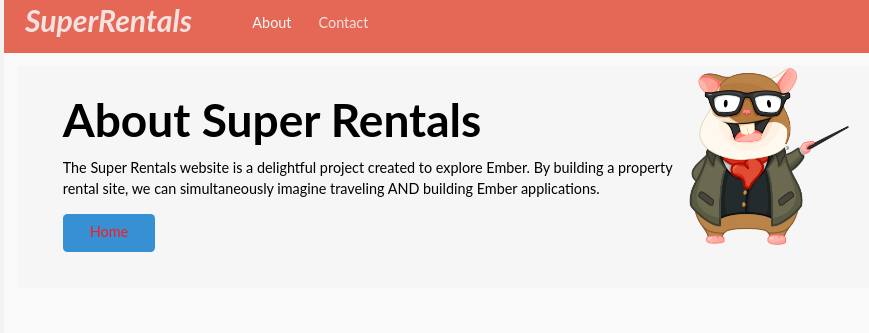 SuperRentals About Contact
About Super Rentals
The Super Rentals website is a delightful project created to explore Ember. By building a property
rental site, we can simultaneously imagine traveling AND building Ember applications.
Home